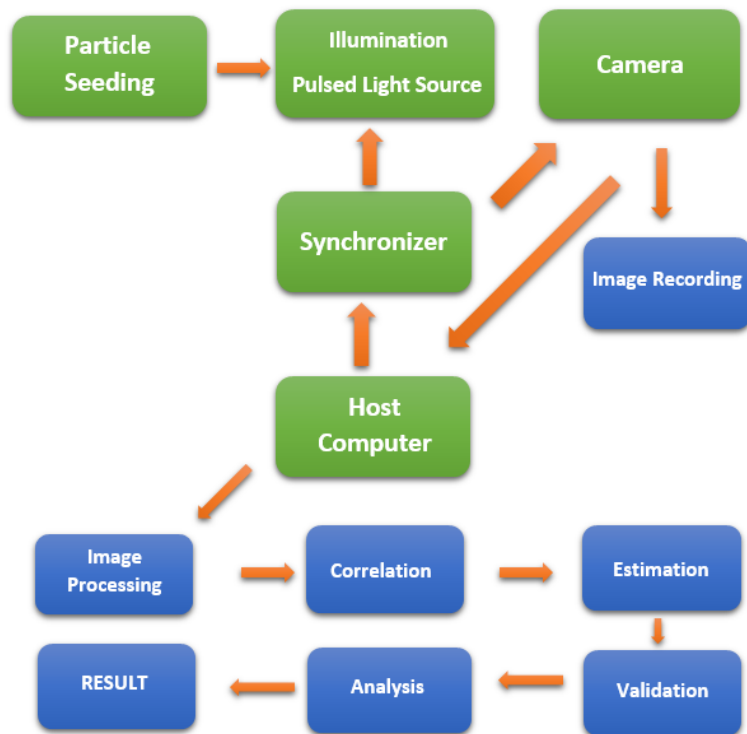 Particle
Seeding
Illumination
Pulsed Light Source
Camera
Synchronizer
Image Recording
Host
Computer
Image
Processing
Correlation
Estimation
RESULT
Analysis
Validation